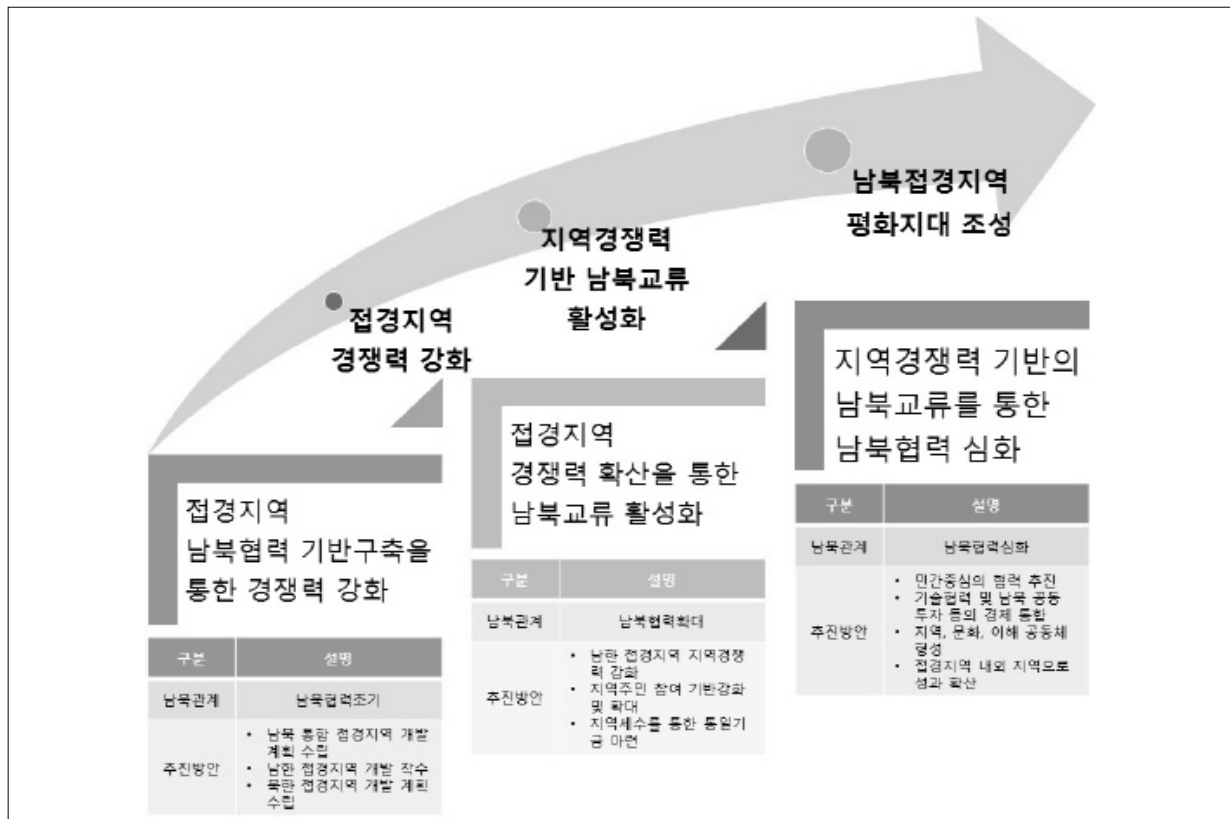 접경지역
경쟁력 강화
지역경쟁력
기반 남북교류
활성화
남북접경지역
평화지대 조성
접경지역
남북협력 기반구축을
통한 경쟁력 강화
구분 설명
남북관계 남북협력초기
추진방안
• 남북 통합 접경지역 개발
계획 수립
• 남한 접경지역 개발 착수
• 북한 접경지역 개발 계획
수립
접경지역
경쟁력 확산을 통한
남북교류 활성화
구분 설명
남북관계 남북협력확대
추진방안
• 남한 접경지역 지역경쟁
력 강화
• 지역주민 참여 기반강화
및 확대
• 지역세수를 통한 통일기
금 마련
지역경쟁력 기반의
남북교류를 통한
남북협력 심화
구분 설명
남북관계 남북협력심화
추진방안
• 민간중심의 협력 추진
• 기술협력 및 남북 공동
투자 등의 경제 통합
• 지역, 문화, 이해 공동체
형성
• 접경지역 내외 지역으로
성과 확산